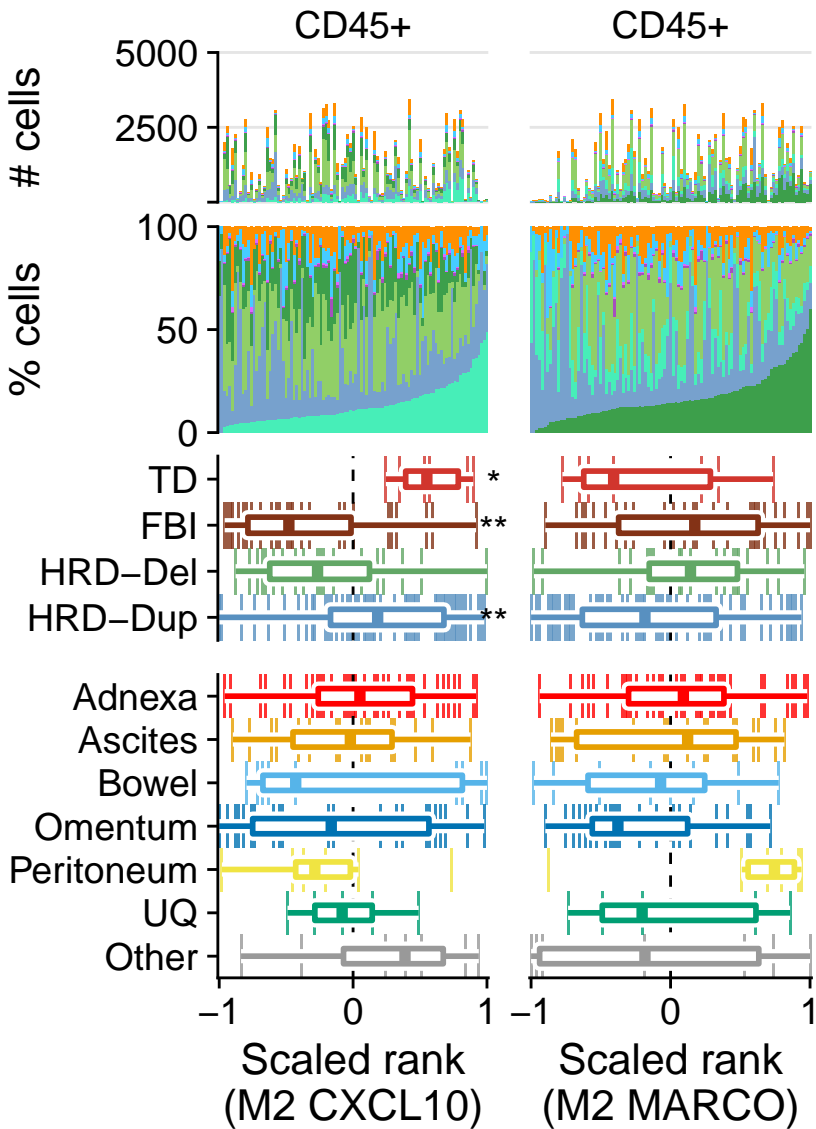 CD45+ CD45+
# cells
5000
2500
% cells
100
50
0
TD *
FBI **
HRD–Del
HRD–Dup **
Adnexa
Ascites
Bowel
Omentum
Peritoneum
UQ
Other
−1 0 1 −1 0 1
Scaled rank Scaled rank
(M2 CXCL10) (M2 MARCO)